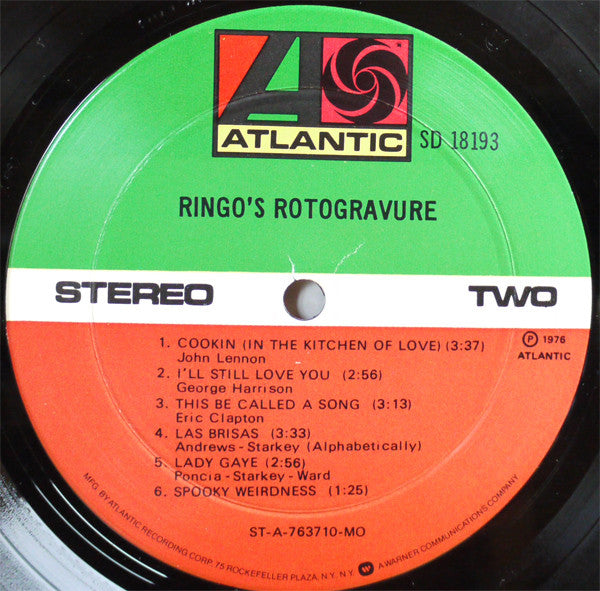 ATLANTIC
SD 18193
RINGO'S ROTOGRAVURE
STEREO
TWO
1. COOKIN (IN THE KITCHEN OF LOVE) (3:37)
John Lennon
2. I'LL STILL LOVE YOU (2:56)
George Harrison
3. THIS BE CALLED A SONG (3:13)
Eric Clapton
4. LAS BRISAS (3:33)
Andrews-Starkey (Alphabetically)
5. LADY GAYE (2:56)
Poncia-Starkey-Ward
6. SPOOKY WEIRDNESS (1:25)
Ⓟ 1976
ATLANTIC
ST-A-763710-MO
MFG. BY ATLANTIC RECORDING CORP. 75 ROCKEFELLER PLAZA, N.Y. N.Y. W A WARNER COMMUNICATIONS COMPANY